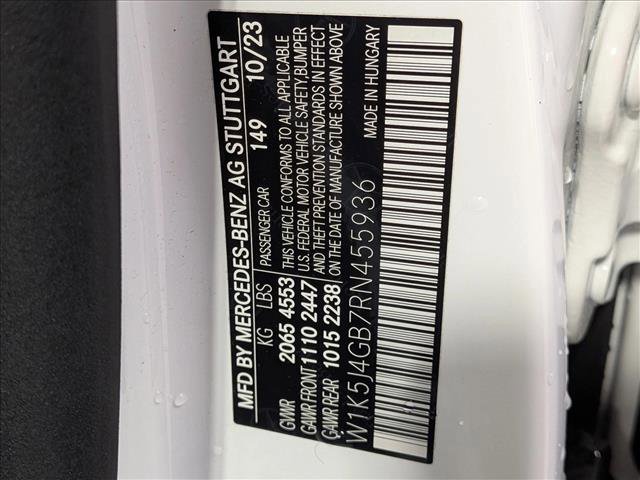 MFD BY MERCEDES-BENZ AG STUTTGART
PASSENGER CAR 149 10/23
KG LBS
GVWR 2065 4553
GAWR FRONT 1110 2447
GAWR REAR 1015 2238
THIS VEHICLE CONFORMS TO ALL APPLICABLE
U.S. FEDERAL MOTOR VEHICLE SAFETY,BUMPER
AND THEFT PREVENTION STANDARDS IN EFFECT
ON THE DATE OF MANUFACTURE SHOWN ABOVE
W1K5J4GB7RN455936
MADE IN HUNGARY